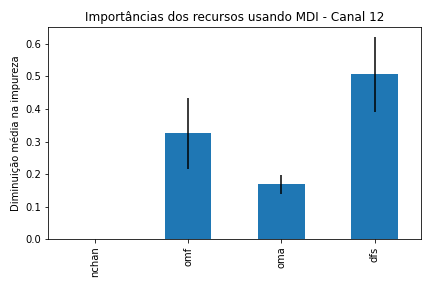 Importâncias dos recursos usando MDI - Canal 12
Diminuição média na impureza
0.6
0.5
0.4
0.3
0.2
0.1
0.0
nchan
omf
oma
dfs